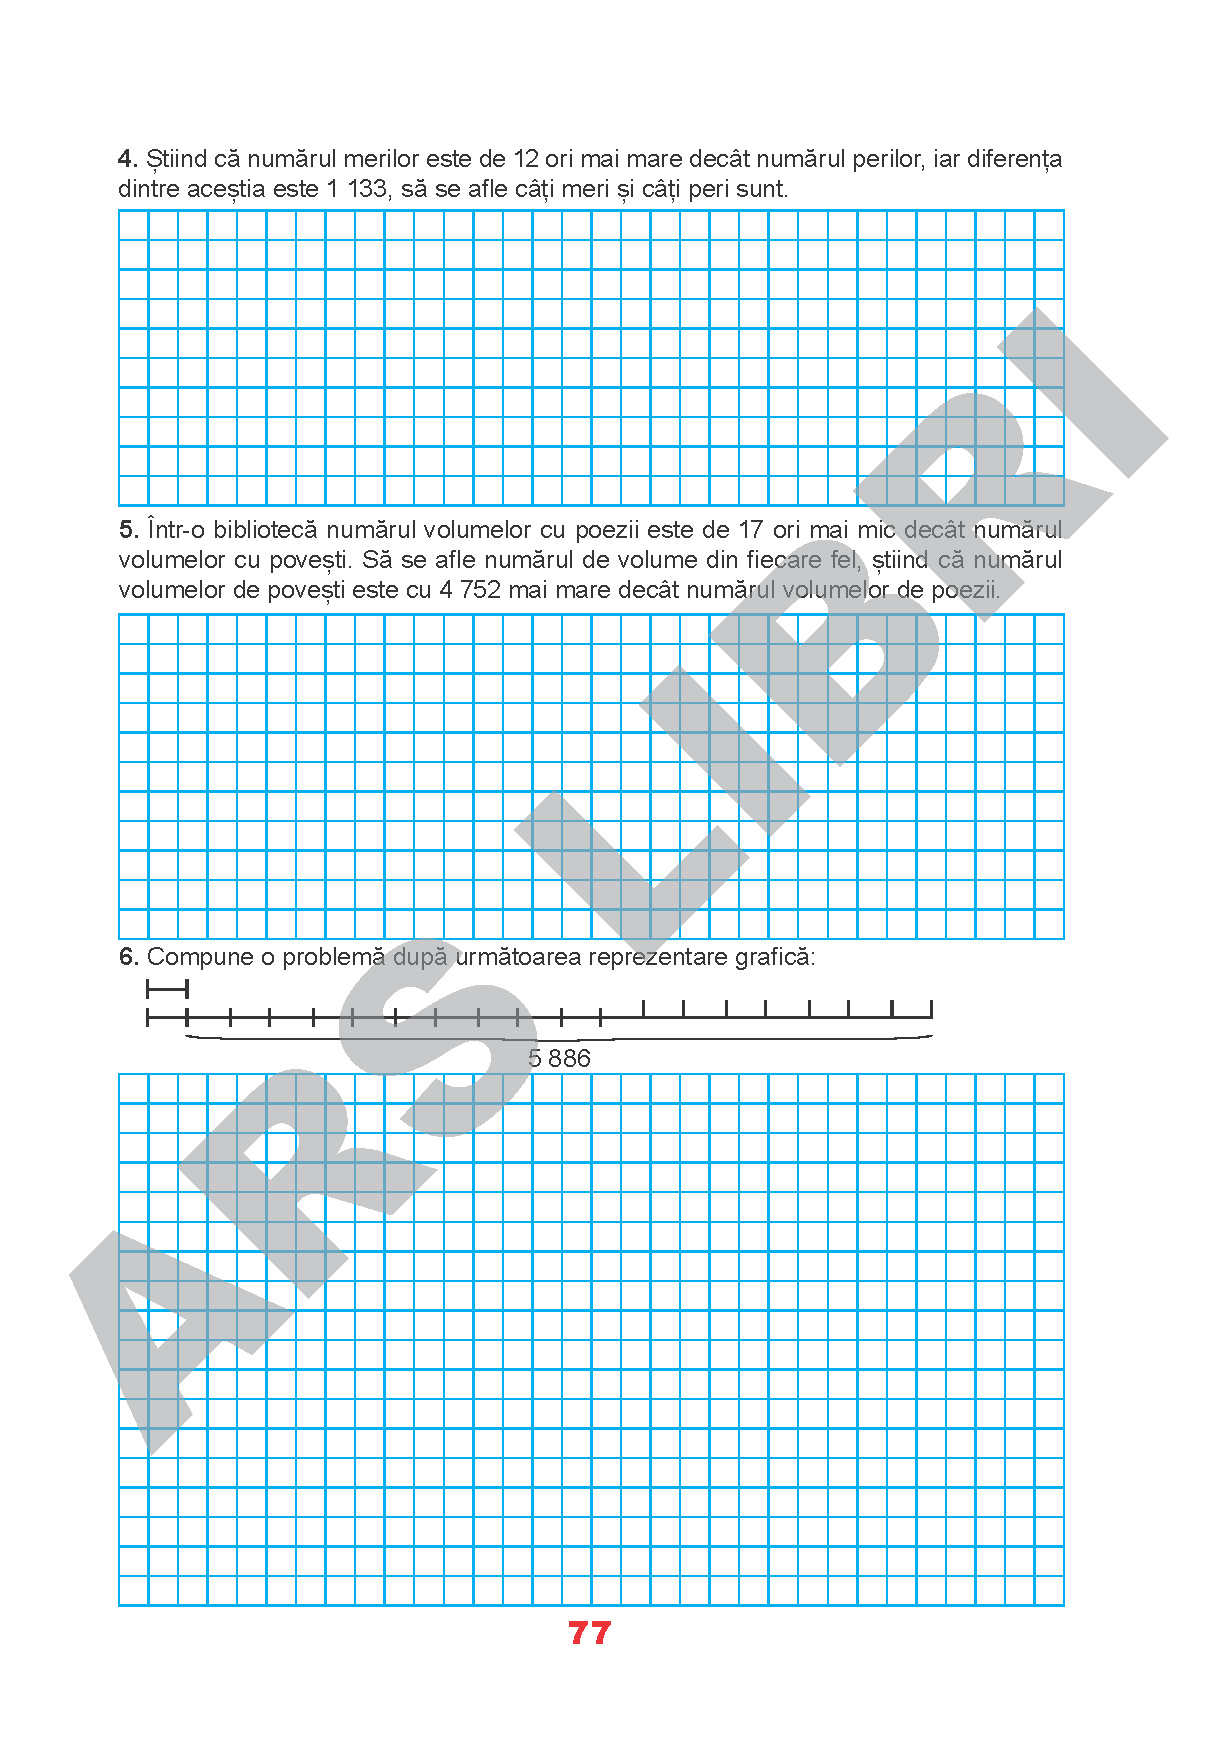 4. Știind că numărul merilor este de 12 ori mai mare decât numărul perilor, iar diferența
dintre aceștia este 1 133, să se afle câți meri și câți peri sunt.
5. Într-o bibliotecă numărul volumelor cu poezii este de 17 ori mai mic decât numărul
volumelor cu povești. Să se afle numărul de volume din fiecare fel, știind că numărul
volumelor de povești este cu 4 752 mai mare decât numărul volumelor de poezii.
6. Compune o problemă după următoarea reprezentare grafică:
5 886
ARS LIBRI
77